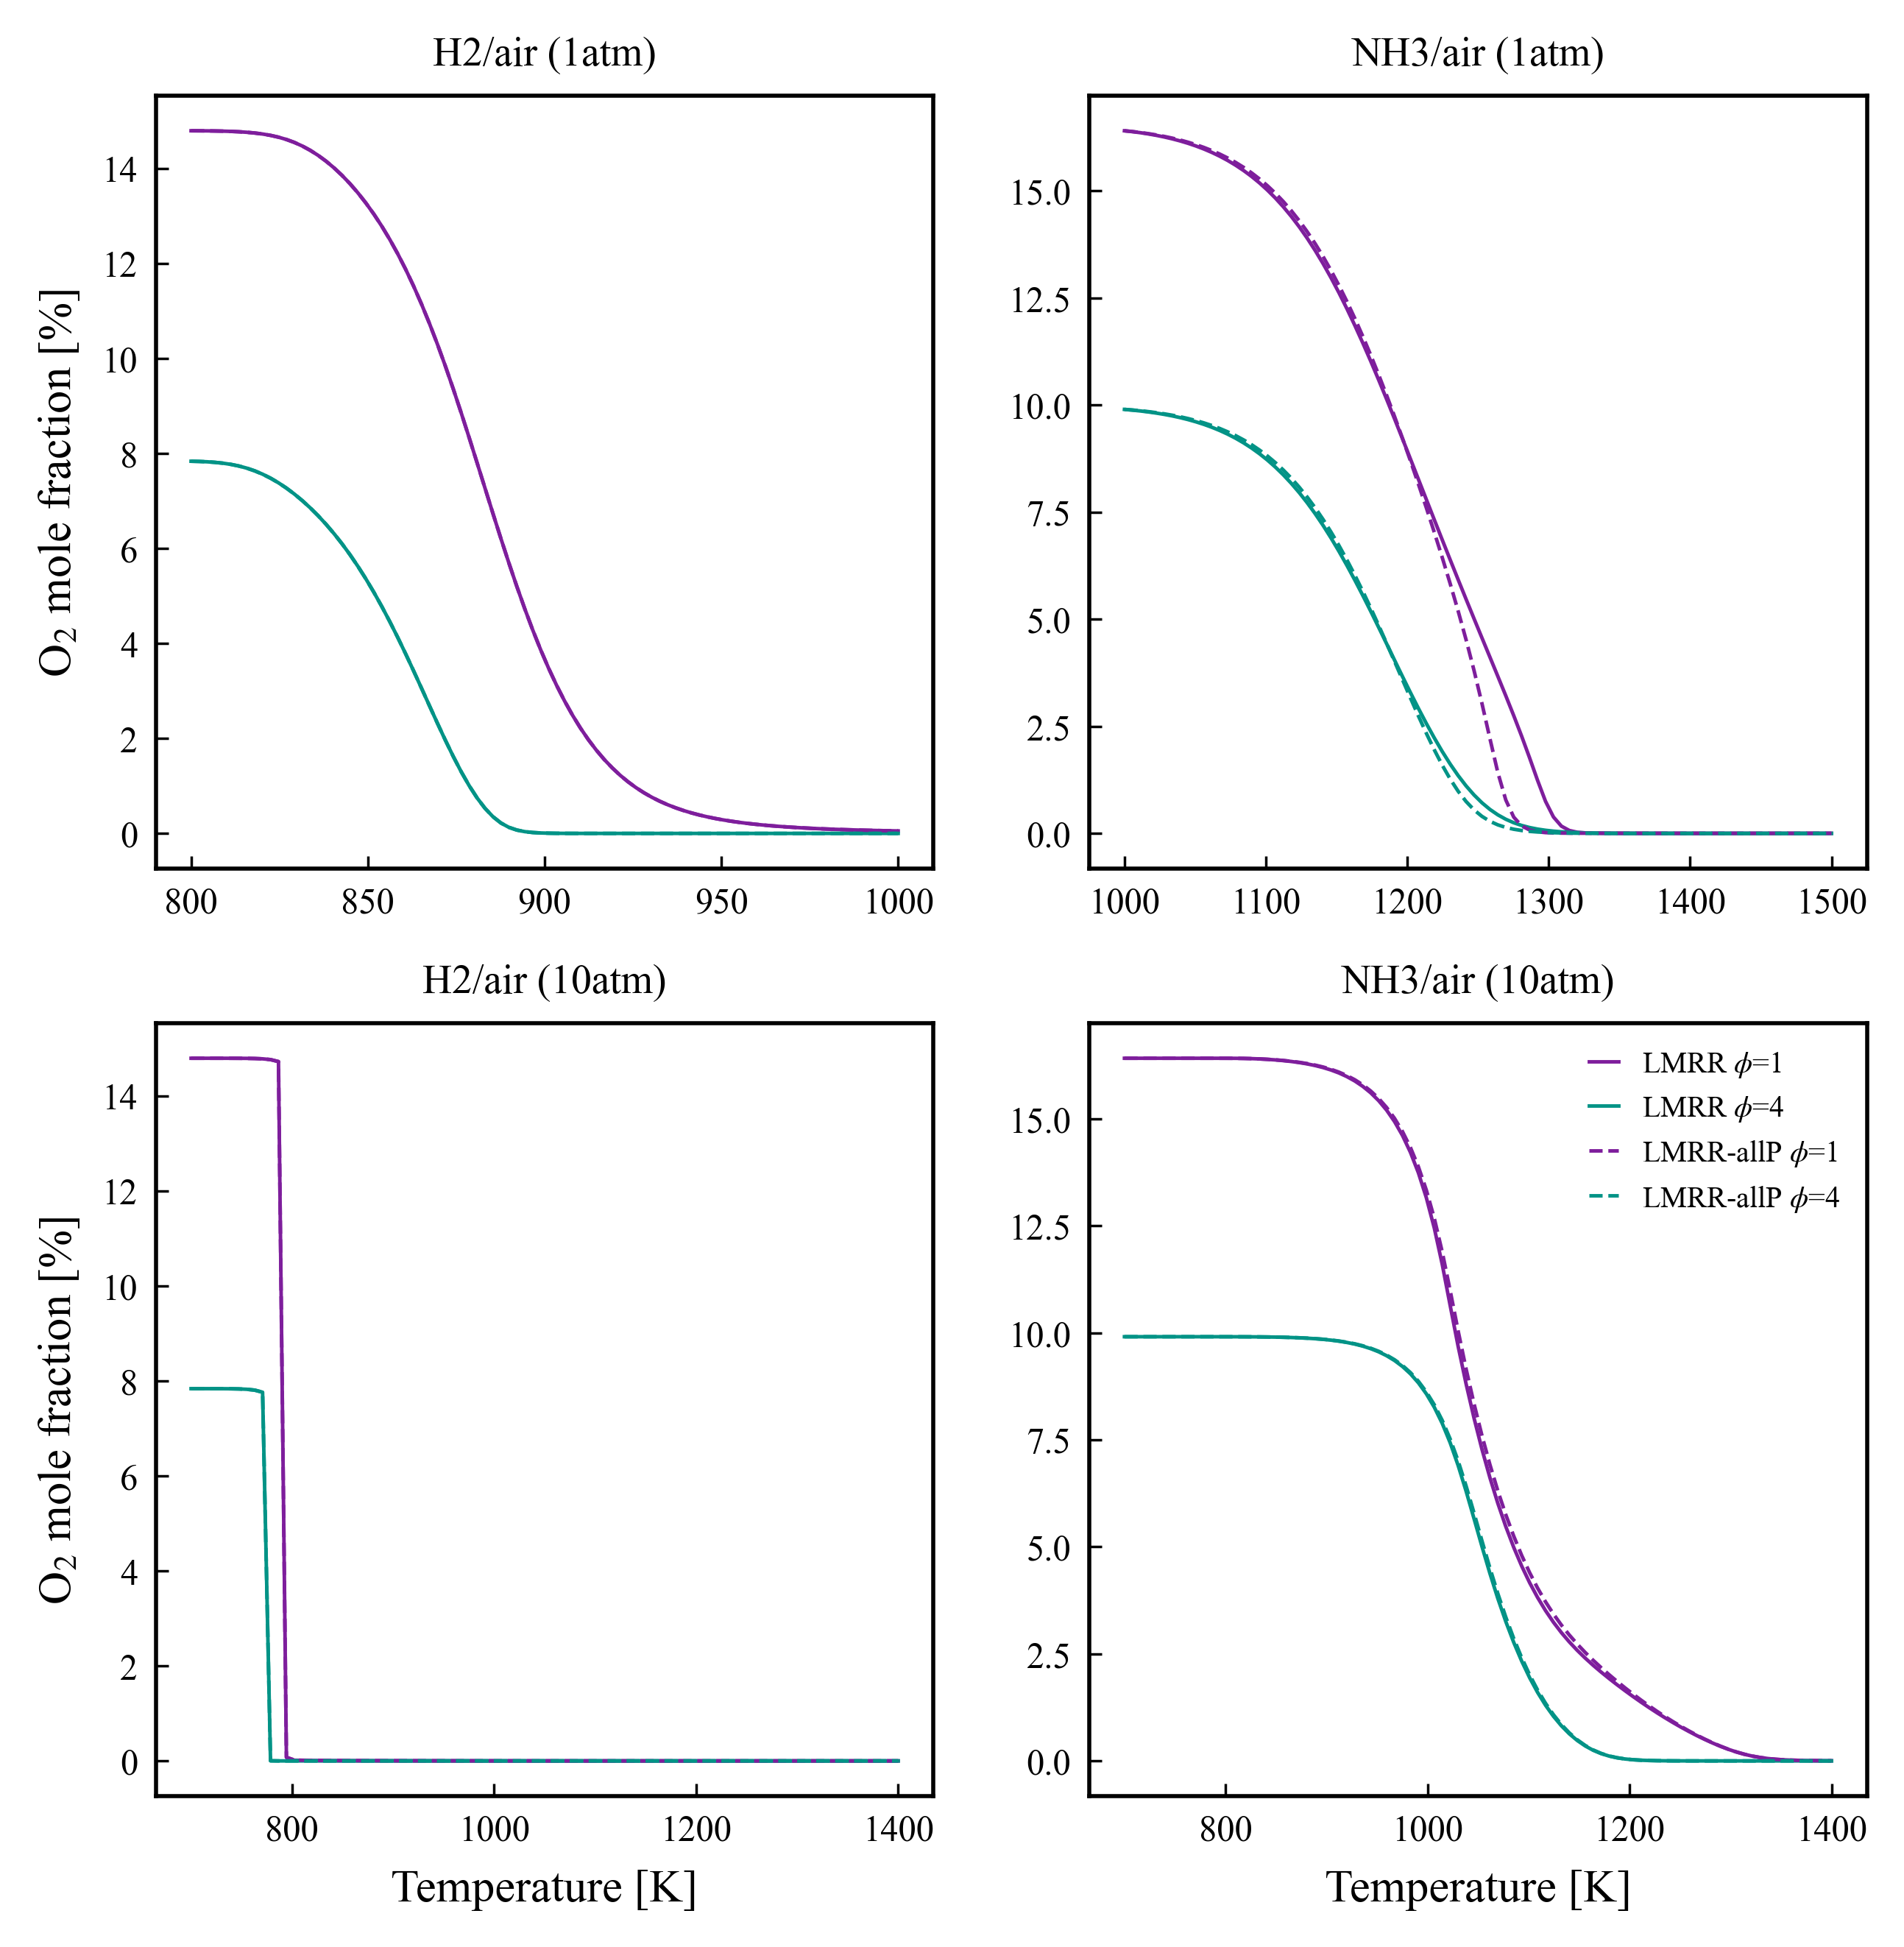 H2/air (1atm)
O2 mole fraction [%]
14
12
10
8
6
4
2
0
800 850 900 950 1000
NH3/air (1atm)
15.0
12.5
10.0
7.5
5.0
2.5
0.0
1000 1100 1200 1300 1400 1500
H2/air (10atm)
O2 mole fraction [%]
14
12
10
8
6
4
2
0
800 1000 1200 1400
Temperature [K]
NH3/air (10atm)
15.0
12.5
10.0
7.5
5.0
2.5
0.0
LMRR ϕ=1
LMRR ϕ=4
LMRR-allP ϕ=1
LMRR-allP ϕ=4
800 1000 1200 1400
Temperature [K]